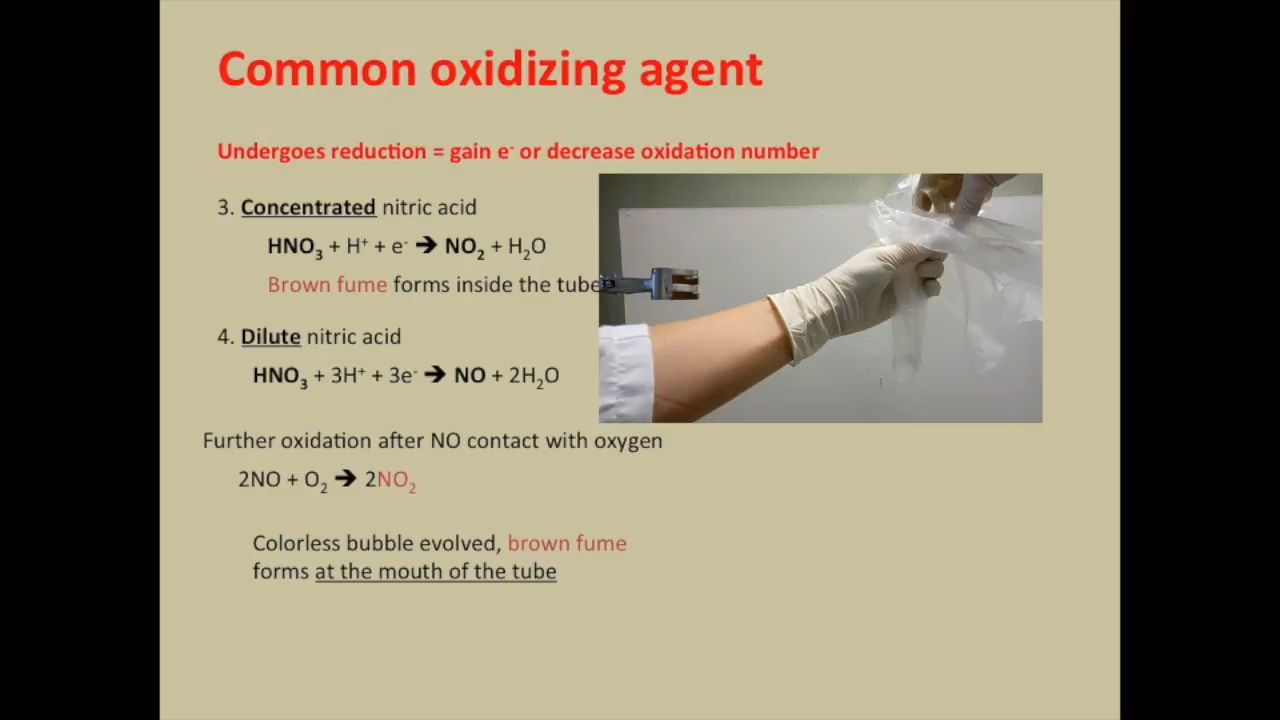 Common oxidizing agent
Undergoes reduction = gain e⁻ or decrease oxidation number
3. Concentrated nitric acid
HNO₃ + H⁺ + e⁻ ➔ NO₂ + H₂O
Brown fume forms inside the tube
4. Dilute nitric acid
HNO₃ + 3H⁺ + 3e⁻ ➔ NO + 2H₂O
Further oxidation after NO contact with oxygen
2NO + O₂ ➔ 2NO₂
Colorless bubble evolved, brown fume
forms at the mouth of the tube